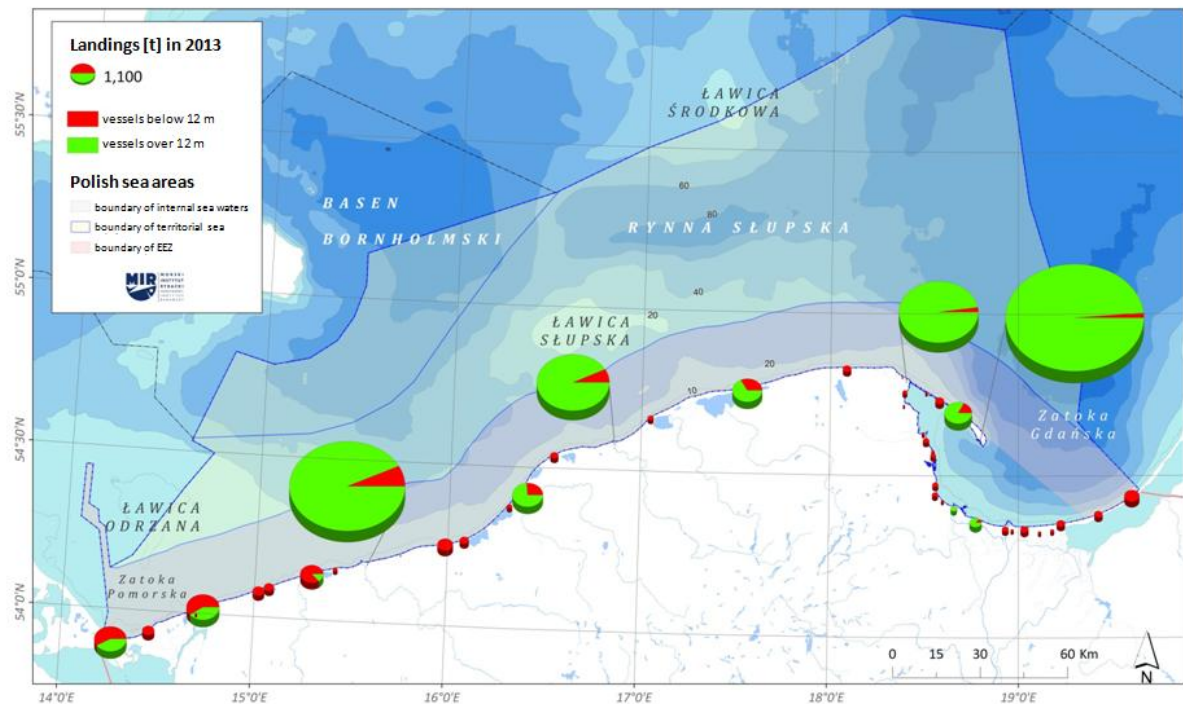 Landings [t] in 2013
1,100
vessels below 12 m
vessels over 12 m
Polish sea areas
boundary of internal sea waters
boundary of territorial sea
boundary of EEZ
MIR
MORSKI
INSTYTUT
RYBACKI
ŁAWICA
ŚRODKOWA
BASEN
BORNHOLMSKI
RYNNA SŁUPSKA
60
80
40
20
ŁAWICA
SŁUPSKA
20
10
Zatoka
Gdańska
ŁAWICA
ODRZANA
Zatoka
Pomorska
55°30'N
55°0'N
54°30'N
54°0'N
0 15 30 60 Km
N
14°0'E 15°0'E 16°0'E 17°0'E 18°0'E 19°0'E